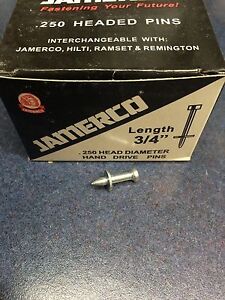 JAMERCO
Fastening Your Future!
.250 HEADED PINS
INTERCHANGEABLE WITH:
JAMERCO, HILTI, RAMSET & REMINGTON
JAMERCO
Length
3/4"
.250 HEAD DIAMETER
HAND DRIVE PINS